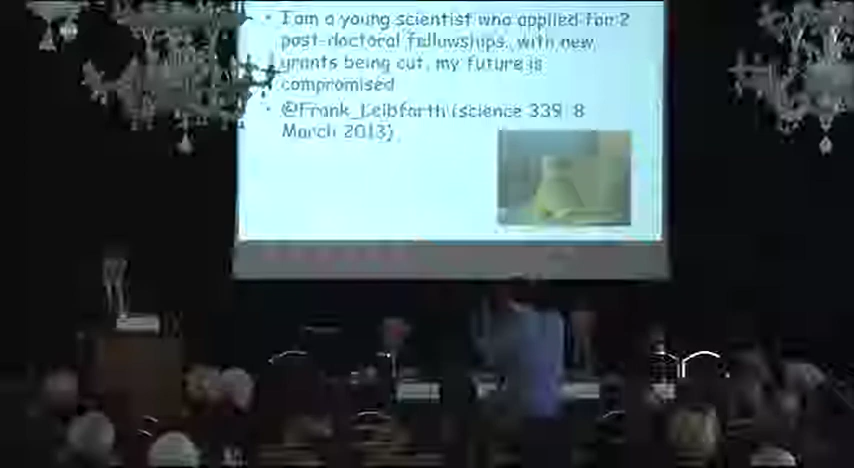 • I am a young scientist who applied for 2
post-doctoral fellowships, with new
grants being cut, my future is
compromised
• @Frank_Leibfarth (science 339 8
March 2013)